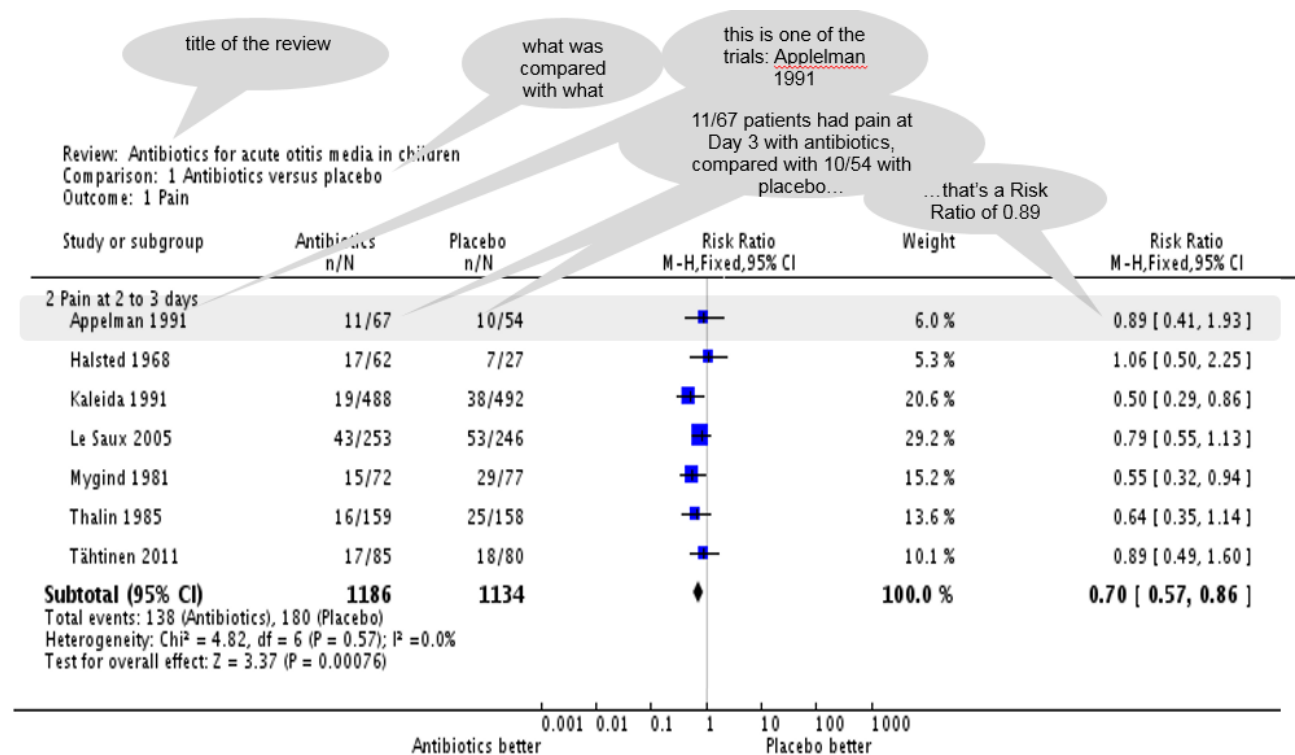 title of the review
what was
compared
with what
this is one of the
trials: Applelman
1991
11/67 patients had pain at
Day 3 with antibiotics,
compared with 10/54 with
placebo…
…that's a Risk
Ratio of 0.89
Review: Antibiotics for acute otitis media in children
Comparison: 1 Antibiotics versus placebo
Outcome: 1 Pain
Study or subgroup Antibiotics Placebo Risk Ratio Weight Risk Ratio
n/N n/N M-H,Fixed,95% CI M-H,Fixed,95% CI
2 Pain at 2 to 3 days
Appelman 1991 11/67 10/54 6.0 % 0.89 [ 0.41, 1.93 ]
Halsted 1968 17/62 7/27 5.3 % 1.06 [ 0.50, 2.25 ]
Kaleida 1991 19/488 38/492 20.6 % 0.50 [ 0.29, 0.86 ]
Le Saux 2005 43/253 53/246 29.2 % 0.79 [ 0.55, 1.13 ]
Mygind 1981 15/72 29/77 15.2 % 0.55 [ 0.32, 0.94 ]
Thalin 1985 16/159 25/158 13.6 % 0.64 [ 0.35, 1.14 ]
Tähtinen 2011 17/85 18/80 10.1 % 0.89 [ 0.49, 1.60 ]
Subtotal (95% CI) 1186 1134 100.0 % 0.70 [ 0.57, 0.86 ]
Total events: 138 (Antibiotics), 180 (Placebo)
Heterogeneity: Chi² = 4.82, df = 6 (P = 0.57); I² =0.0%
Test for overall effect: Z = 3.37 (P = 0.00076)
0.001 0.01 0.1 1 10 100 1000
Antibiotics better Placebo better